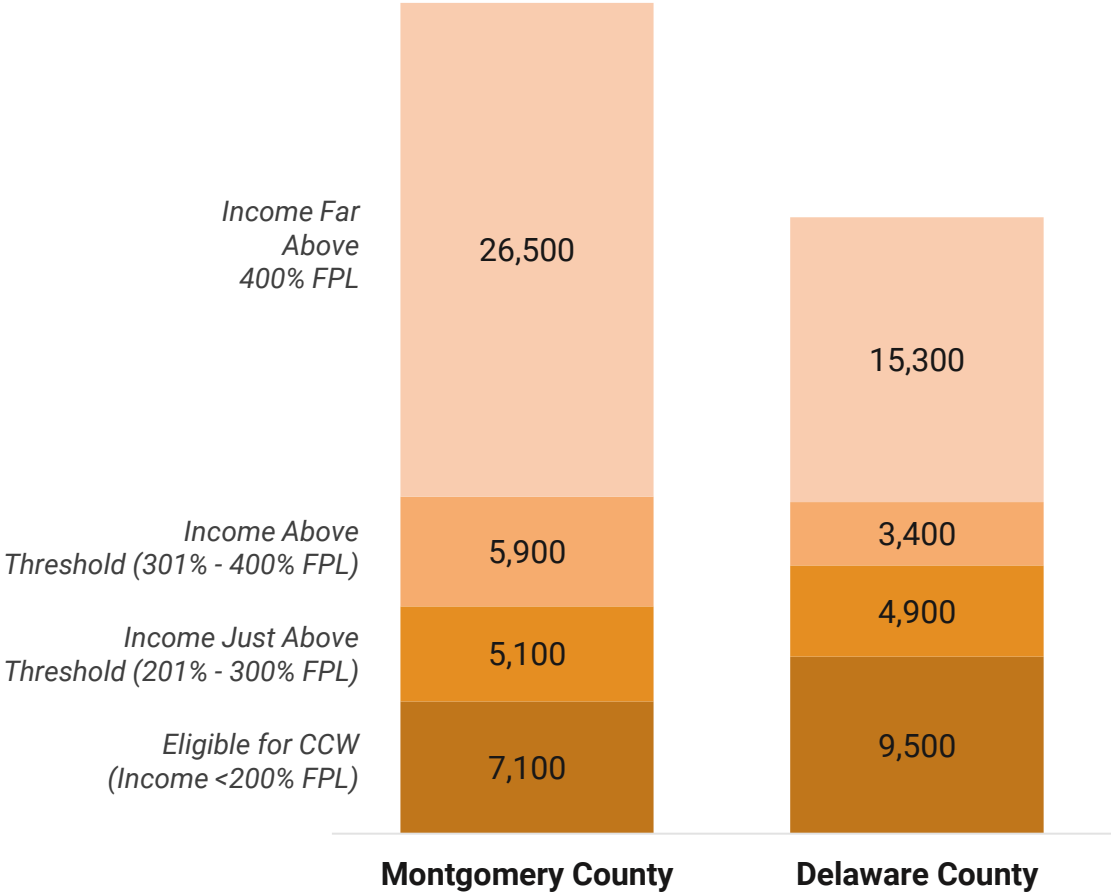 Income Far
Above
400% FPL
26,500
15,300
Income Above
Threshold (301% - 400% FPL)
5,900
3,400
Income Just Above
Threshold (201% - 300% FPL)
5,100
4,900
Eligible for CCW
(Income <200% FPL)
7,100
9,500
Montgomery County
Delaware County